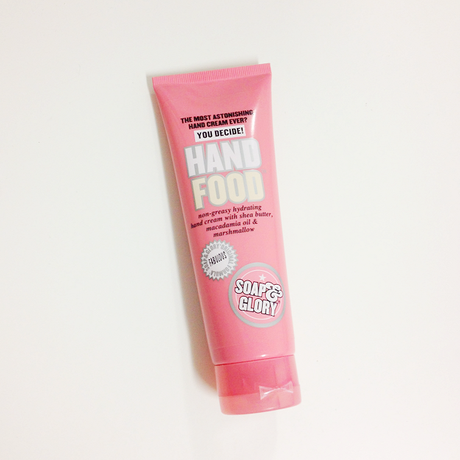 THE MOST ASTONISHING
HAND CREAM EVER?
YOU DECIDE!
HAND
FOOD
non-greasy hydrating
hand cream with shea butter,
macadamia oil &
marshmallow
FABULOUS
SOAP &
GLORY